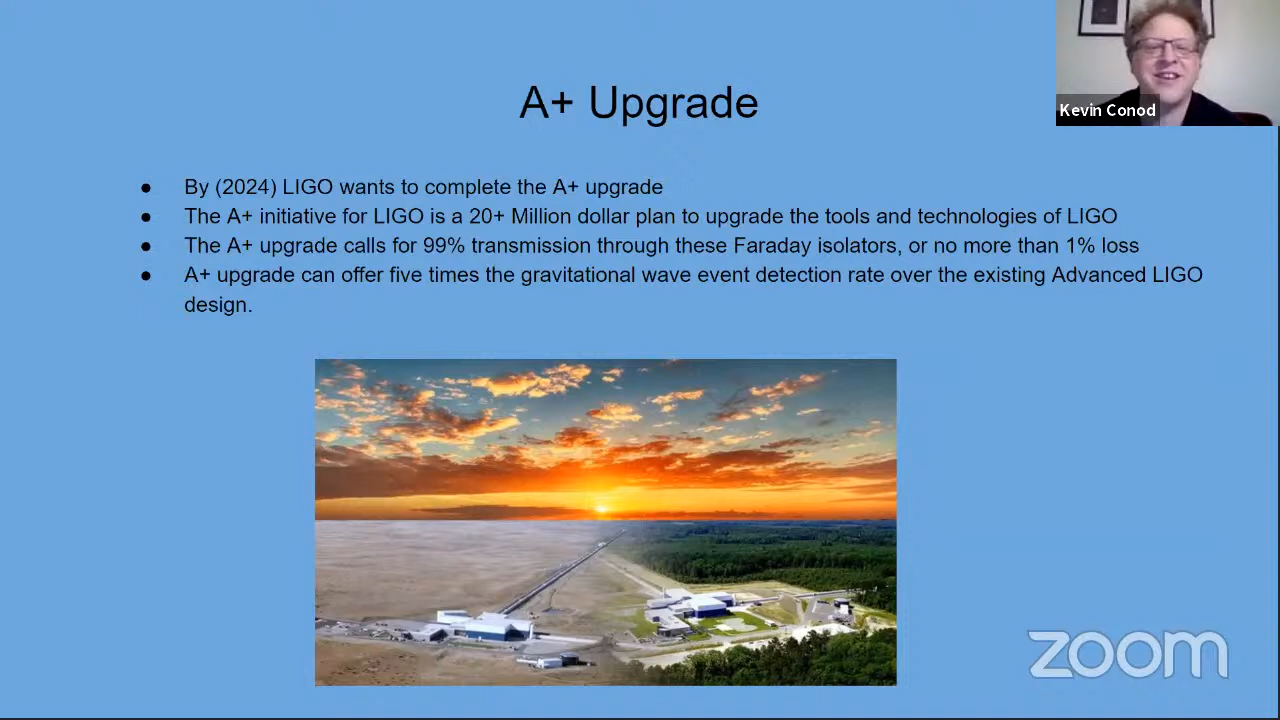 A+ Upgrade
Kevin Conod
● By (2024) LIGO wants to complete the A+ upgrade
● The A+ initiative for LIGO is a 20+ Million dollar plan to upgrade the tools and technologies of LIGO
● The A+ upgrade calls for 99% transmission through these Faraday isolators, or no more than 1% loss
● A+ upgrade can offer five times the gravitational wave event detection rate over the existing Advanced LIGO
design.
zoom